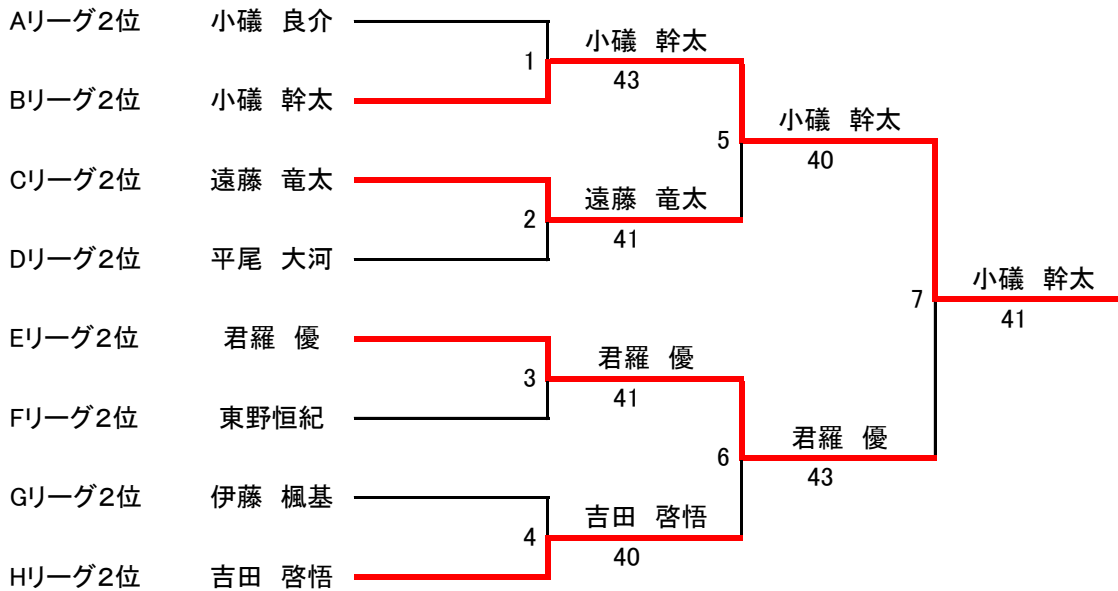 Aリーグ2位 小礒 良介
1
小礒 幹太
43
Bリーグ2位 小礒 幹太
5
小礒 幹太
40
Cリーグ2位 遠藤 竜太
2
遠藤 竜太
41
Dリーグ2位 平尾 大河
7
小礒 幹太
41
Eリーグ2位 君羅 優
3
君羅 優
41
Fリーグ2位 東野恒紀
6
君羅 優
43
Gリーグ2位 伊藤 楓基
4
吉田 啓悟
40
Hリーグ2位 吉田 啓悟